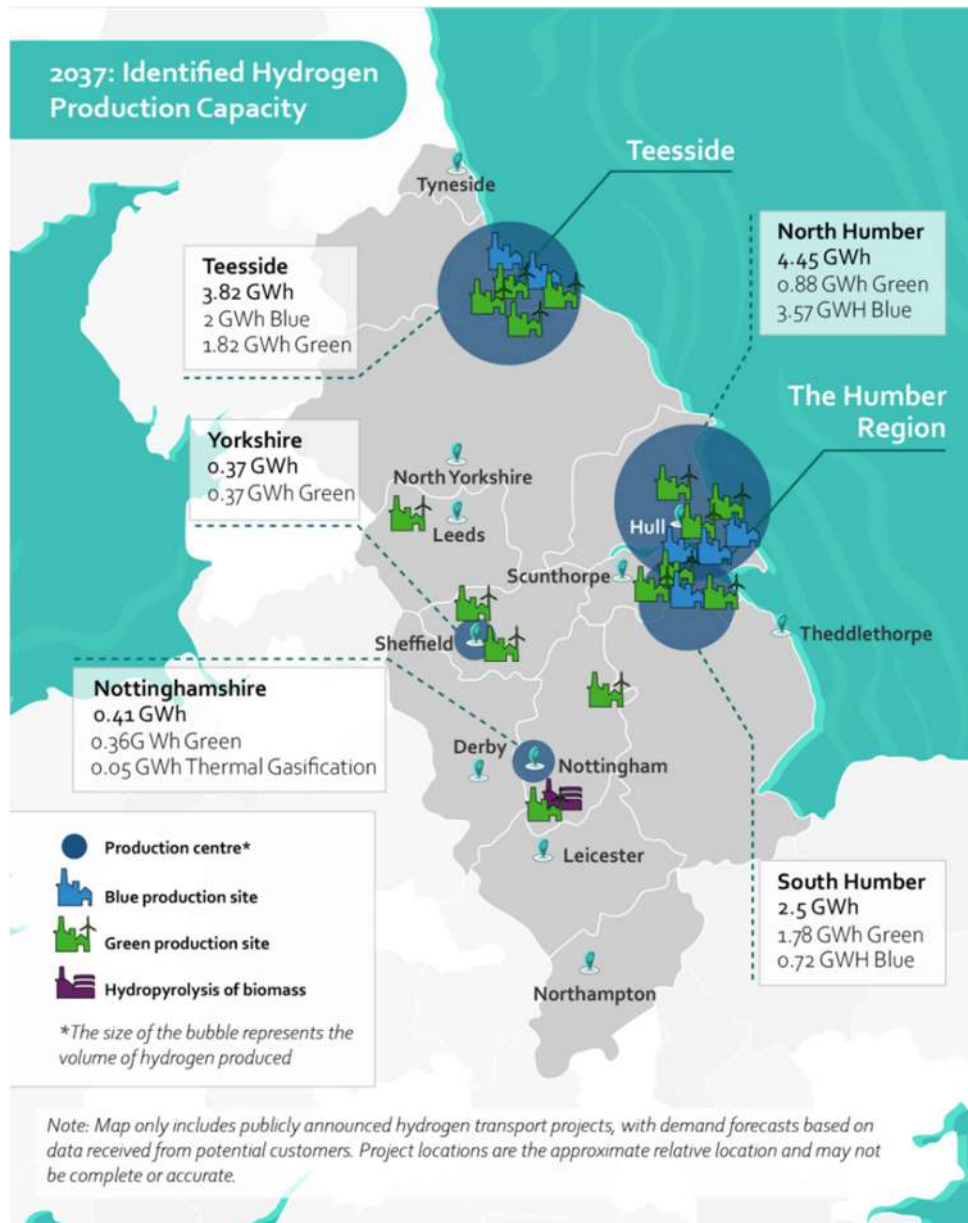 2037: Identified Hydrogen
Production Capacity
Teesside
Tyneside
North Humber
4.45 GWh
0.88 GWh Green
3.57 GWH Blue
Teesside
3.82 GWh
2 GWh Blue
1.82 GWh Green
The Humber
Region
Yorkshire
0.37 GWh
0.37 GWh Green
North Yorkshire
Leeds
Hull
Scunthorpe
Theddlethorpe
Sheffield
Nottinghamshire
0.41 GWh
0.36G Wh Green
0.05 GWh Thermal Gasification
Derby
Nottingham
Leicester
Northampton
Production centre*
Blue production site
Green production site
Hydropyrolysis of biomass
*The size of the bubble represents the
volume of hydrogen produced
South Humber
2.5 GWh
1.78 GWh Green
0.72 GWH Blue
Note: Map only includes publicly announced hydrogen transport projects, with demand forecasts based on
data received from potential customers. Project locations are the approximate relative location and may not
be complete or accurate.